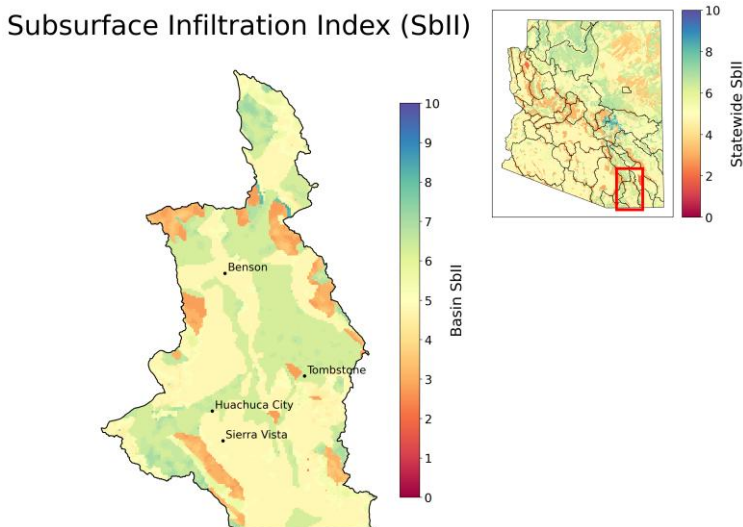 Subsurface Infiltration Index (SbII)
10
9
8
7
6
5
4
3
2
1
0
Basin SbII
10
8
6
4
2
0
Statewide SbII
Benson
Tombstone
Huachuca City
Sierra Vista